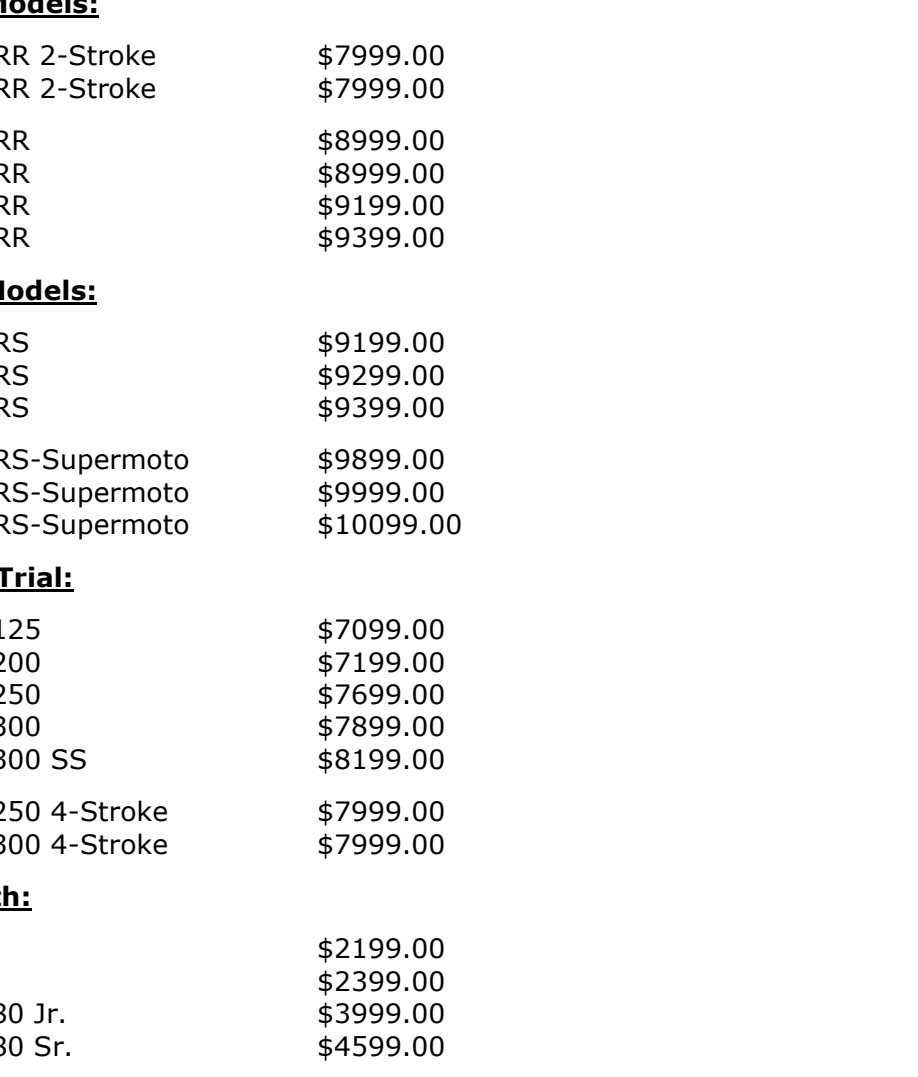 Models:
RR 2-Stroke $7999.00
RR 2-Stroke $7999.00
RR $8999.00
RR $8999.00
RR $9199.00
RR $9399.00
Models:
RS $9199.00
RS $9299.00
RS $9399.00
RS-Supermoto $9899.00
RS-Supermoto $9999.00
RS-Supermoto $10099.00
Trial:
125 $7099.00
200 $7199.00
250 $7699.00
300 $7899.00
300 SS $8199.00
250 4-Stroke $7999.00
300 4-Stroke $7999.00
th:
$2199.00
$2399.00
80 Jr. $3999.00
80 Sr. $4599.00